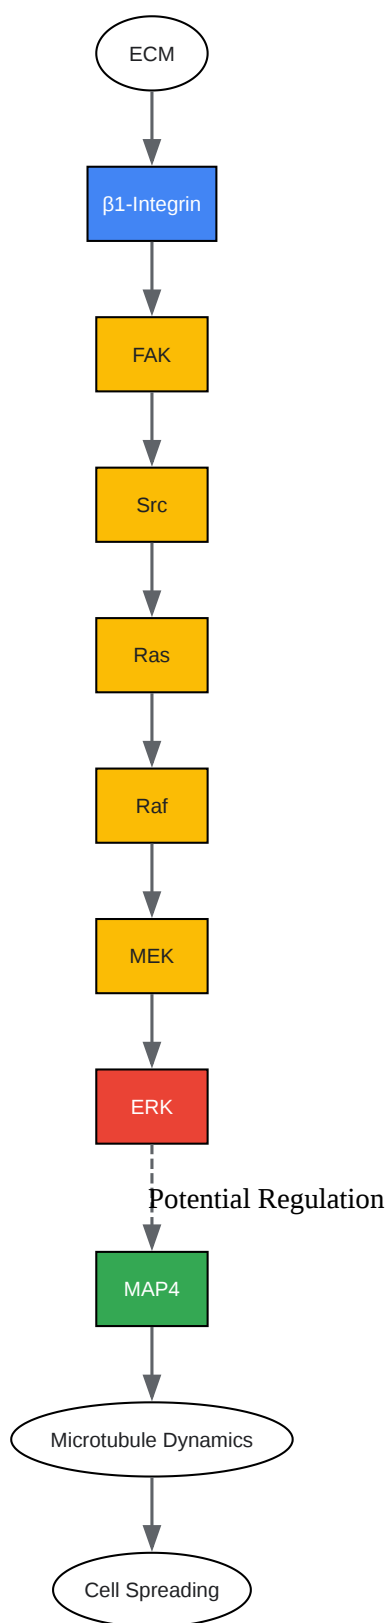 ECM
β1-Integrin
FAK
Src
Ras
Raf
MEK
ERK
Potential Regulation
MAP4
Microtubule Dynamics
Cell Spreading